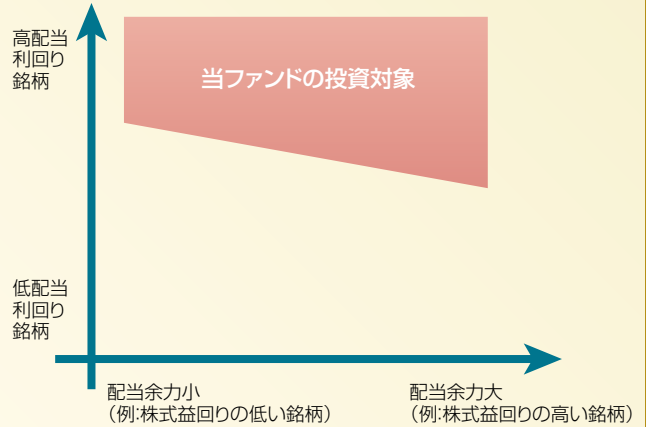 高配当
利回り
銘柄
当ファンドの投資対象
低配当
利回り
銘柄
配当余力小
(例:株式益回りの低い銘柄)
配当余力大
(例:株式益回りの高い銘柄)